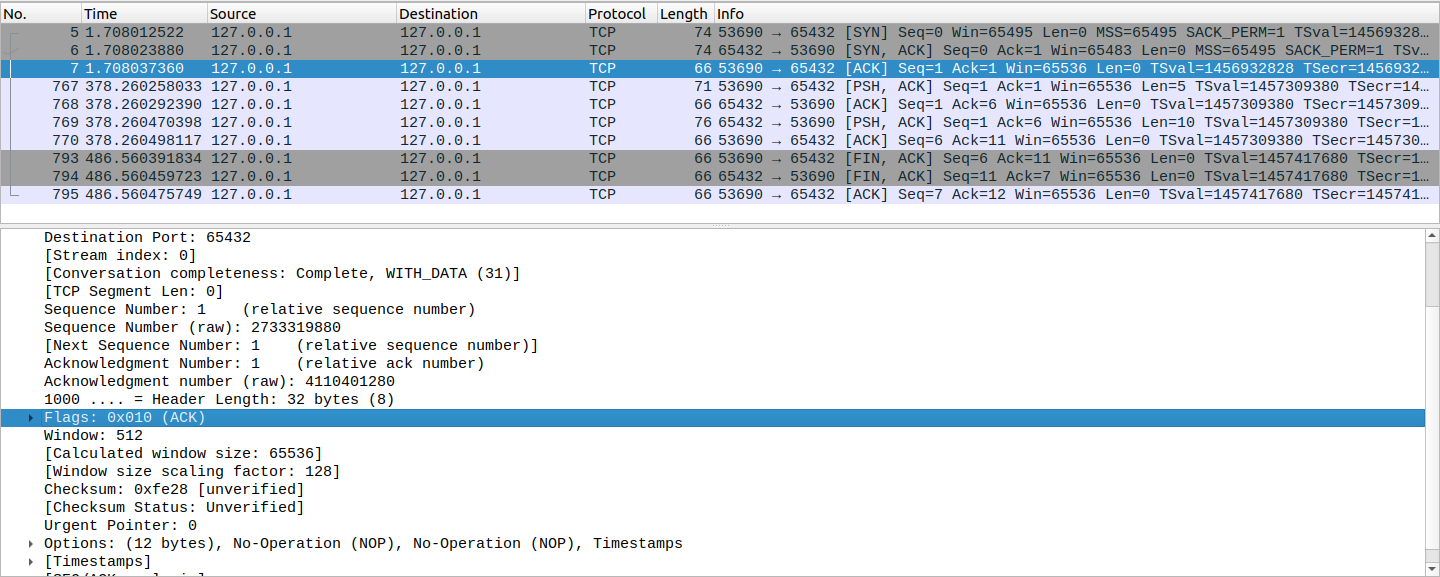 No. Time Source Destination Protocol Length Info
5 1.708012522 127.0.0.1 127.0.0.1 TCP 74 53690 → 65432 [SYN] Seq=0 Win=65495 Len=0 MSS=65495 SACK_PERM=1 TSval=14569328…
6 1.708023880 127.0.0.1 127.0.0.1 TCP 74 65432 → 53690 [SYN, ACK] Seq=0 Ack=1 Win=65483 Len=0 MSS=65495 SACK_PERM=1 TSv…
7 1.708037360 127.0.0.1 127.0.0.1 TCP 66 53690 → 65432 [ACK] Seq=1 Ack=1 Win=65536 Len=0 TSval=1456932828 TSecr=1456932…
767 378.260258033 127.0.0.1 127.0.0.1 TCP 71 53690 → 65432 [PSH, ACK] Seq=1 Ack=1 Win=65536 Len=5 TSval=1457309380 TSecr=14…
768 378.260292390 127.0.0.1 127.0.0.1 TCP 66 65432 → 53690 [ACK] Seq=1 Ack=6 Win=65536 Len=0 TSval=1457309380 TSecr=145709…
769 378.260470398 127.0.0.1 127.0.0.1 TCP 76 65432 → 53690 [PSH, ACK] Seq=1 Ack=6 Win=65536 Len=10 TSval=1457309380 TSecr=1…
770 378.260498117 127.0.0.1 127.0.0.1 TCP 66 53690 → 65432 [ACK] Seq=6 Ack=11 Win=65536 Len=0 TSval=1457309380 TSecr=145730…
793 486.560391834 127.0.0.1 127.0.0.1 TCP 66 53690 → 65432 [FIN, ACK] Seq=6 Ack=11 Win=65536 Len=0 TSval=1457417680 TSecr=1…
794 486.560459723 127.0.0.1 127.0.0.1 TCP 66 65432 → 53690 [FIN, ACK] Seq=11 Ack=7 Win=65536 Len=0 TSval=1457417680 TSecr=1…
795 486.560475749 127.0.0.1 127.0.0.1 TCP 66 53690 → 65432 [ACK] Seq=7 Ack=12 Win=65536 Len=0 TSval=1457417680 TSecr=145741…
Destination Port: 65432
[Stream index: 0]
[Conversation completeness: Complete, WITH_DATA (31)]
[TCP Segment Len: 0]
Sequence Number: 1 (relative sequence number)
Sequence Number (raw): 2733319880
[Next Sequence Number: 1 (relative sequence number)]
Acknowledgment Number: 1 (relative ack number)
Acknowledgment number (raw): 4110401280
1000 .... = Header Length: 32 bytes (8)
Flags: 0x010 (ACK)
Window: 512
[Calculated window size: 65536]
[Window size scaling factor: 128]
Checksum: 0xfe28 [unverified]
[Checksum Status: Unverified]
Urgent Pointer: 0
Options: (12 bytes), No-Operation (NOP), No-Operation (NOP), Timestamps
[Timestamps]